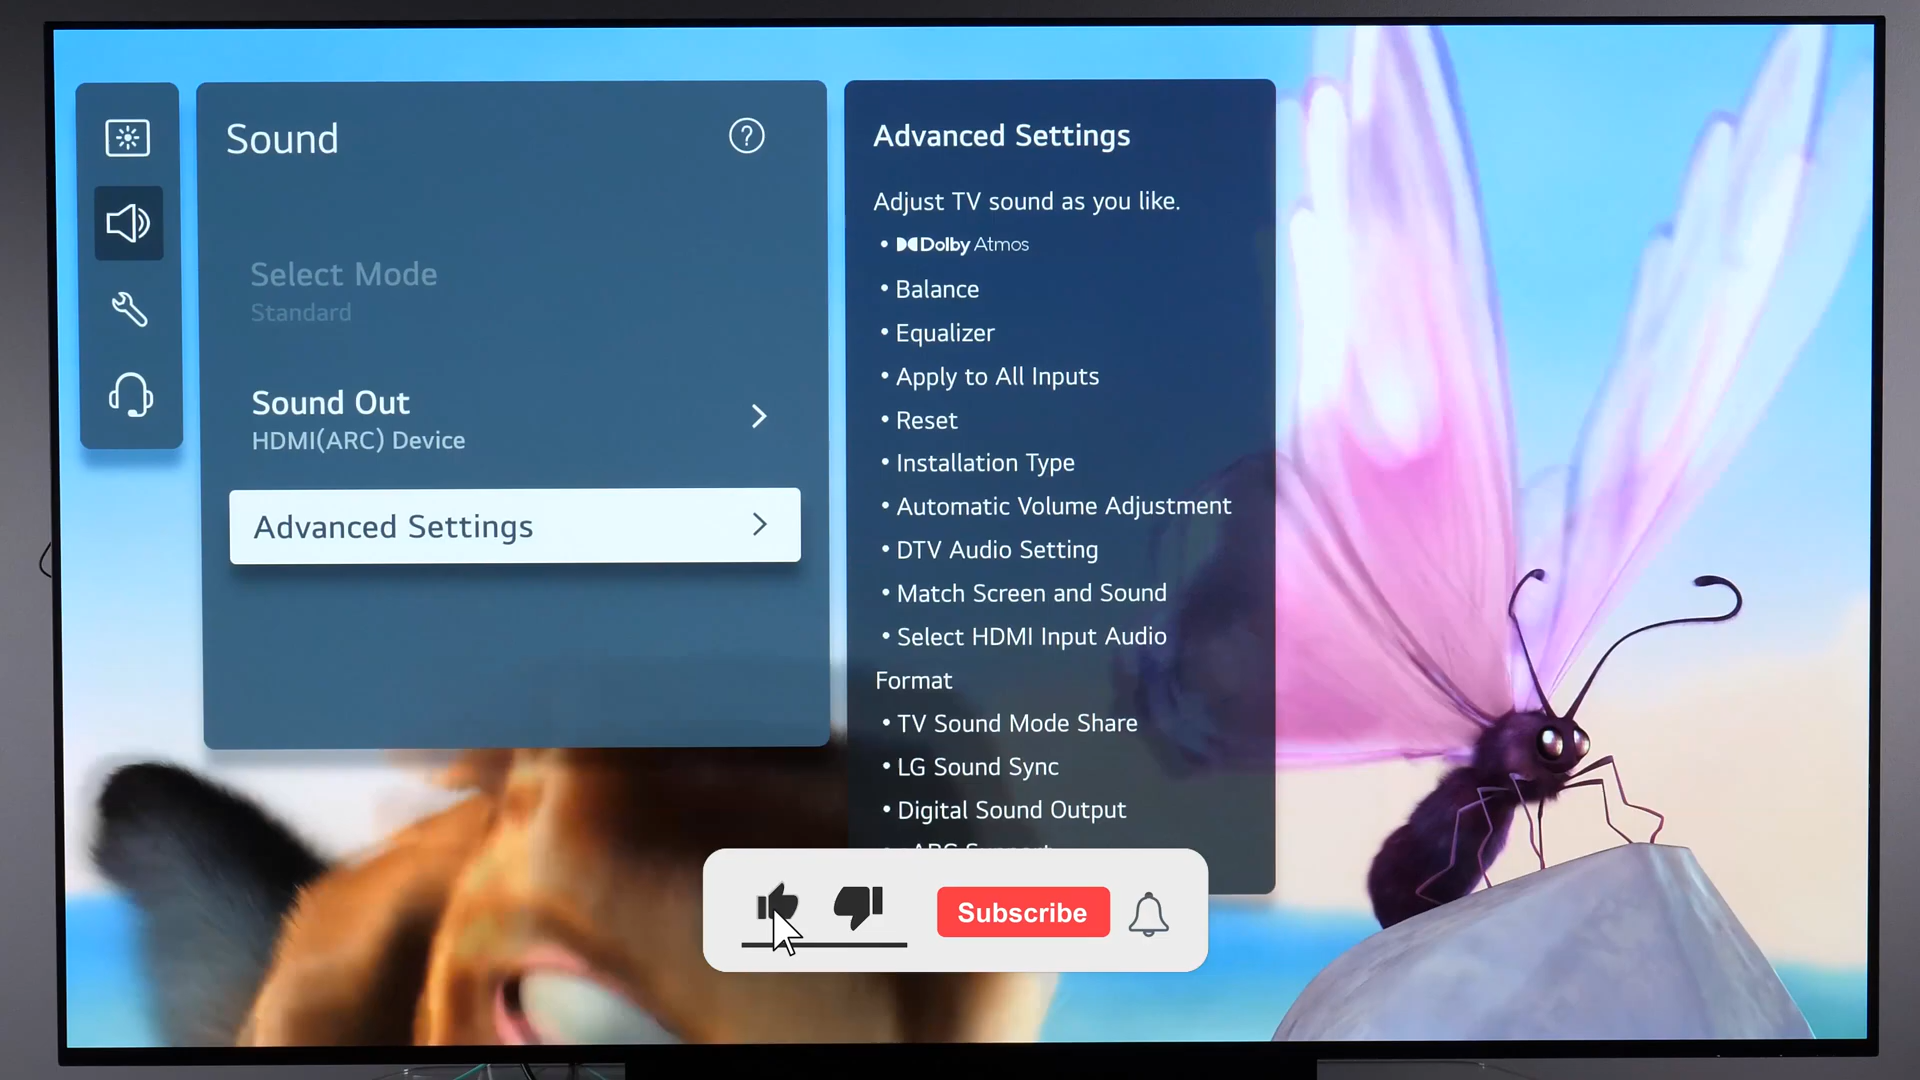 Sound
?
Select Mode
Standard
Sound Out
HDMI(ARC) Device
Advanced Settings
Advanced Settings
Adjust TV sound as you like.
• Dolby Atmos
• Balance
• Equalizer
• Apply to All Inputs
• Reset
• Installation Type
• Automatic Volume Adjustment
• DTV Audio Setting
• Match Screen and Sound
• Select HDMI Input Audio
Format
• TV Sound Mode Share
• LG Sound Sync
• Digital Sound Output
Subscribe